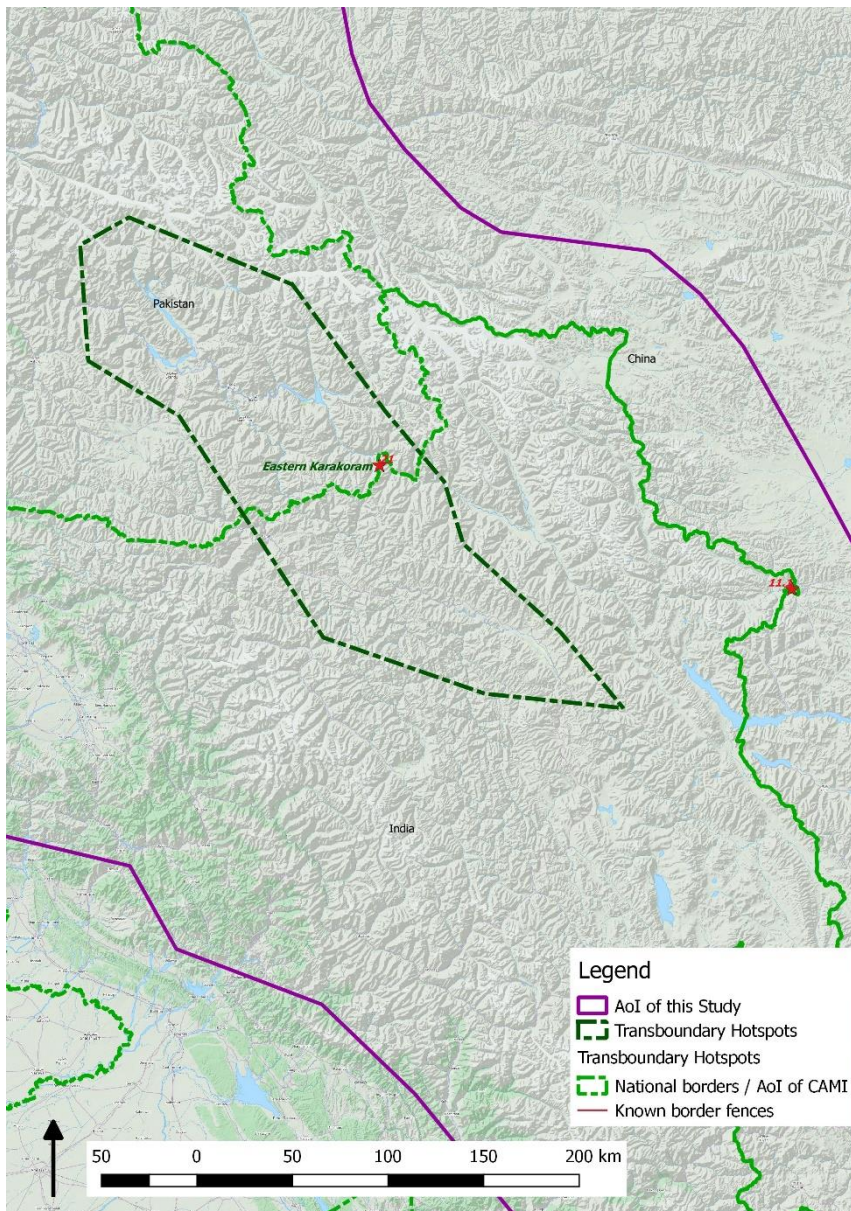 Pakistan
China
Eastern Karakoram
11.
India
Legend
AoI of this Study
Transboundary Hotspots
Transboundary Hotspots
National borders / AoI of CAMI
Known border fences
50 0 50 100 150 200 km